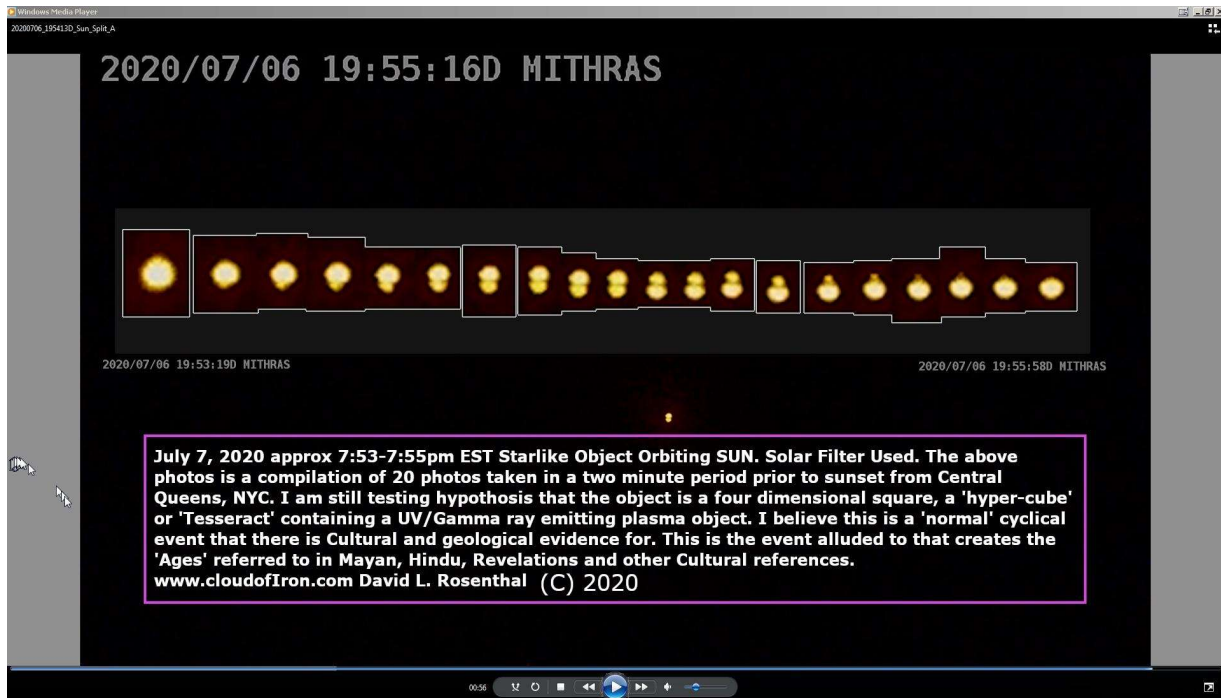 Windows Media Player
20200706_195413D_Sun_Split_A
2020/07/06 19:55:16D MITHRAS
2020/07/06 19:53:19D MITHRAS
2020/07/06 19:55:58D MITHRAS
July 7, 2020 approx 7:53-7:55pm EST Starlike Object Orbiting SUN. Solar Filter Used. The above
photos is a compilation of 20 photos taken in a two minute period prior to sunset from Central
Queens, NYC. I am still testing hypothesis that the object is a four dimensional square, a 'hyper-cube'
or 'Tesseract' containing a UV/Gamma ray emitting plasma object. I believe this is a 'normal' cyclical
event that there is Cultural and geological evidence for. This is the event alluded to that creates the
'Ages' referred to in Mayan, Hindu, Revelations and other Cultural references.
www.cloudofIron.com David L. Rosenthal (C) 2020
00:56